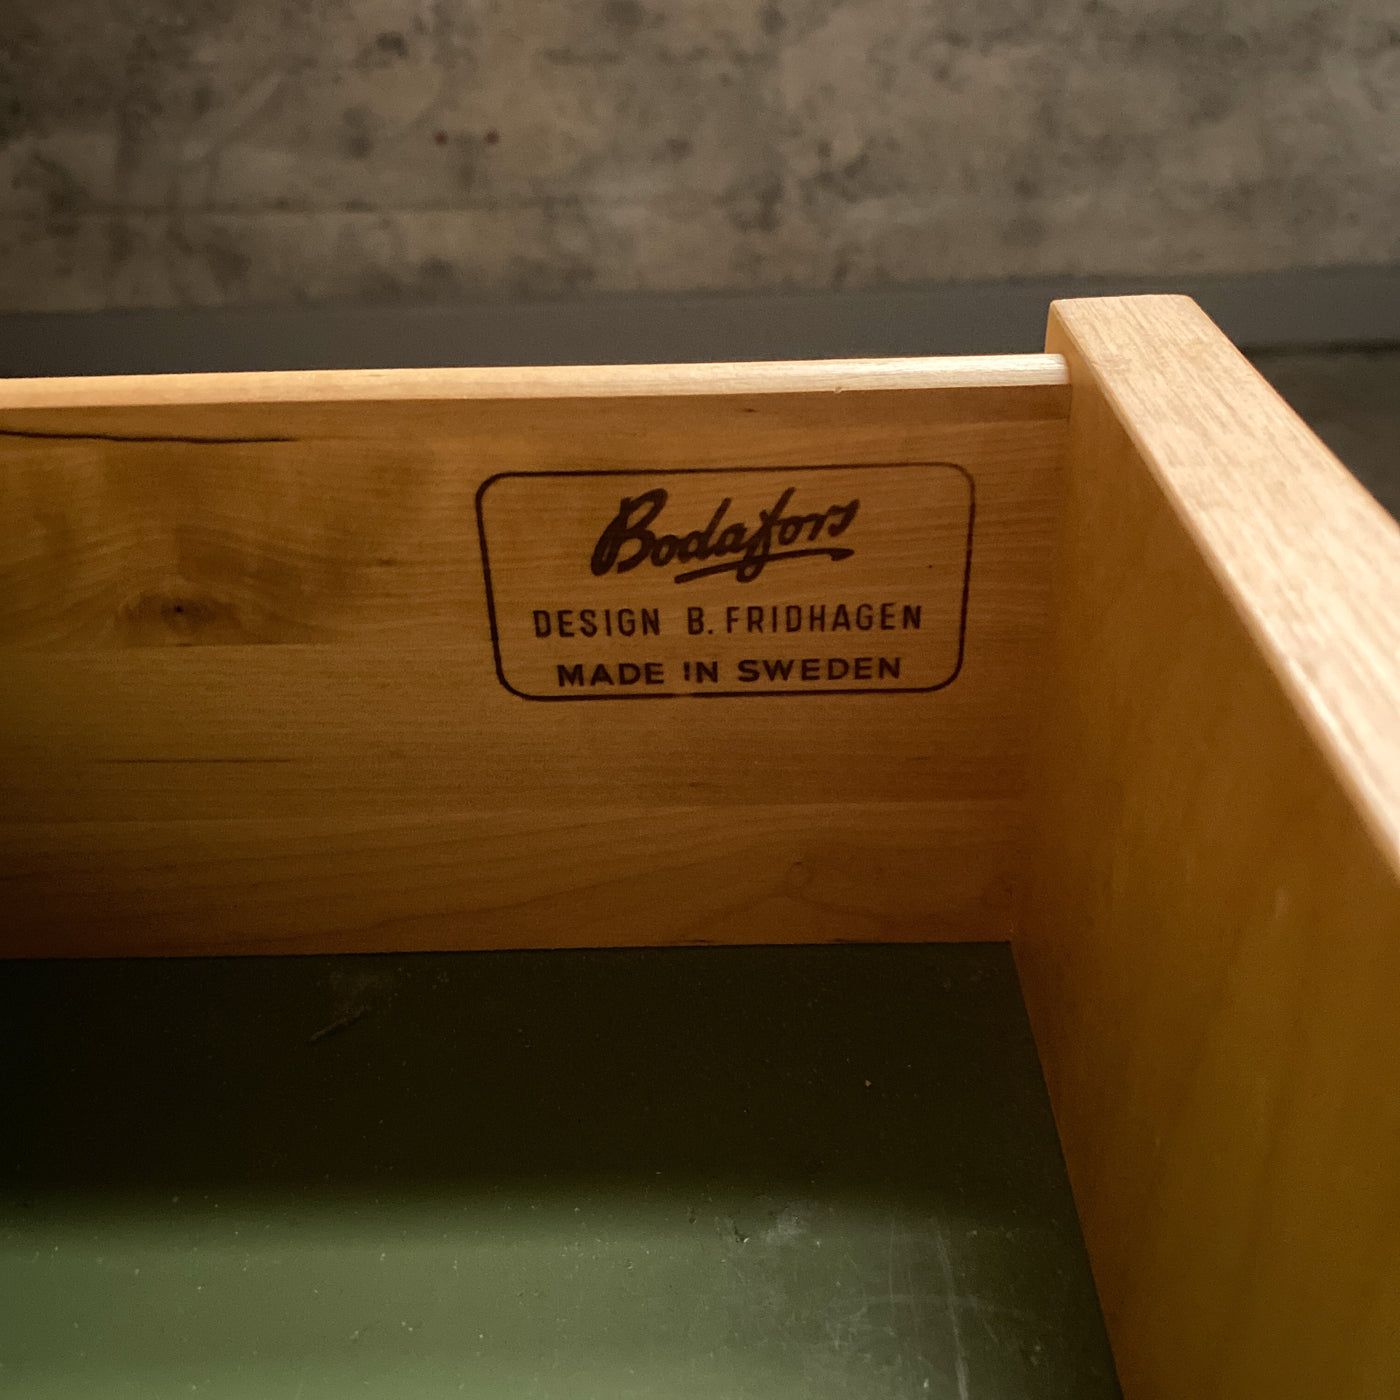 Bodafors
DESIGN B. FRIDHAGEN
MADE IN SWEDEN